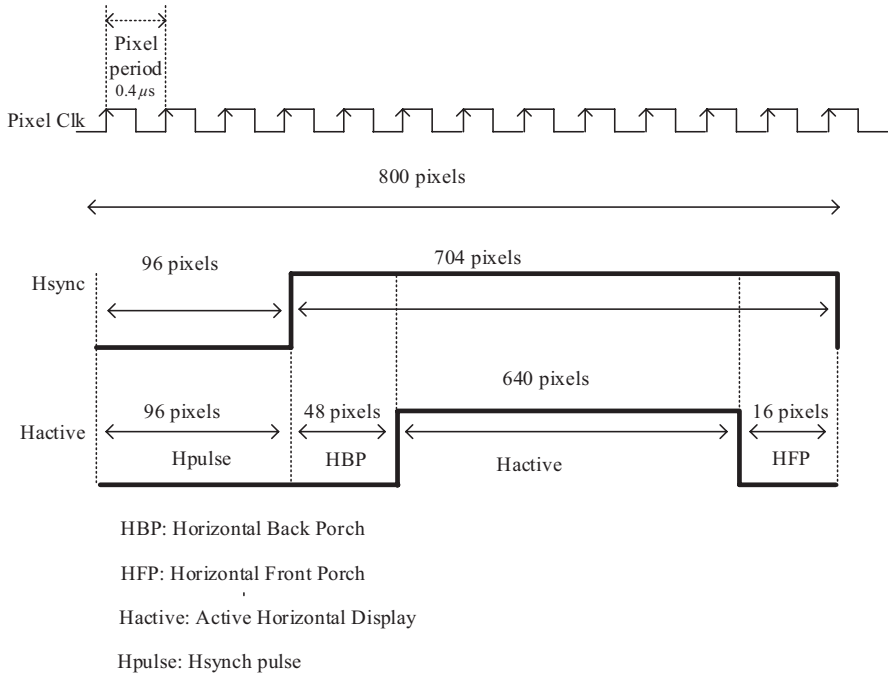 Pixel
period
0.4 μs
Pixel Clk
800 pixels
96 pixels
704 pixels
Hsync
640 pixels
96 pixels
48 pixels
16 pixels
Hactive
Hpulse
HBP
Hactive
HFP
HBP: Horizontal Back Porch
HFP: Horizontal Front Porch
Hactive: Active Horizontal Display
Hpulse: Hsynch pulse